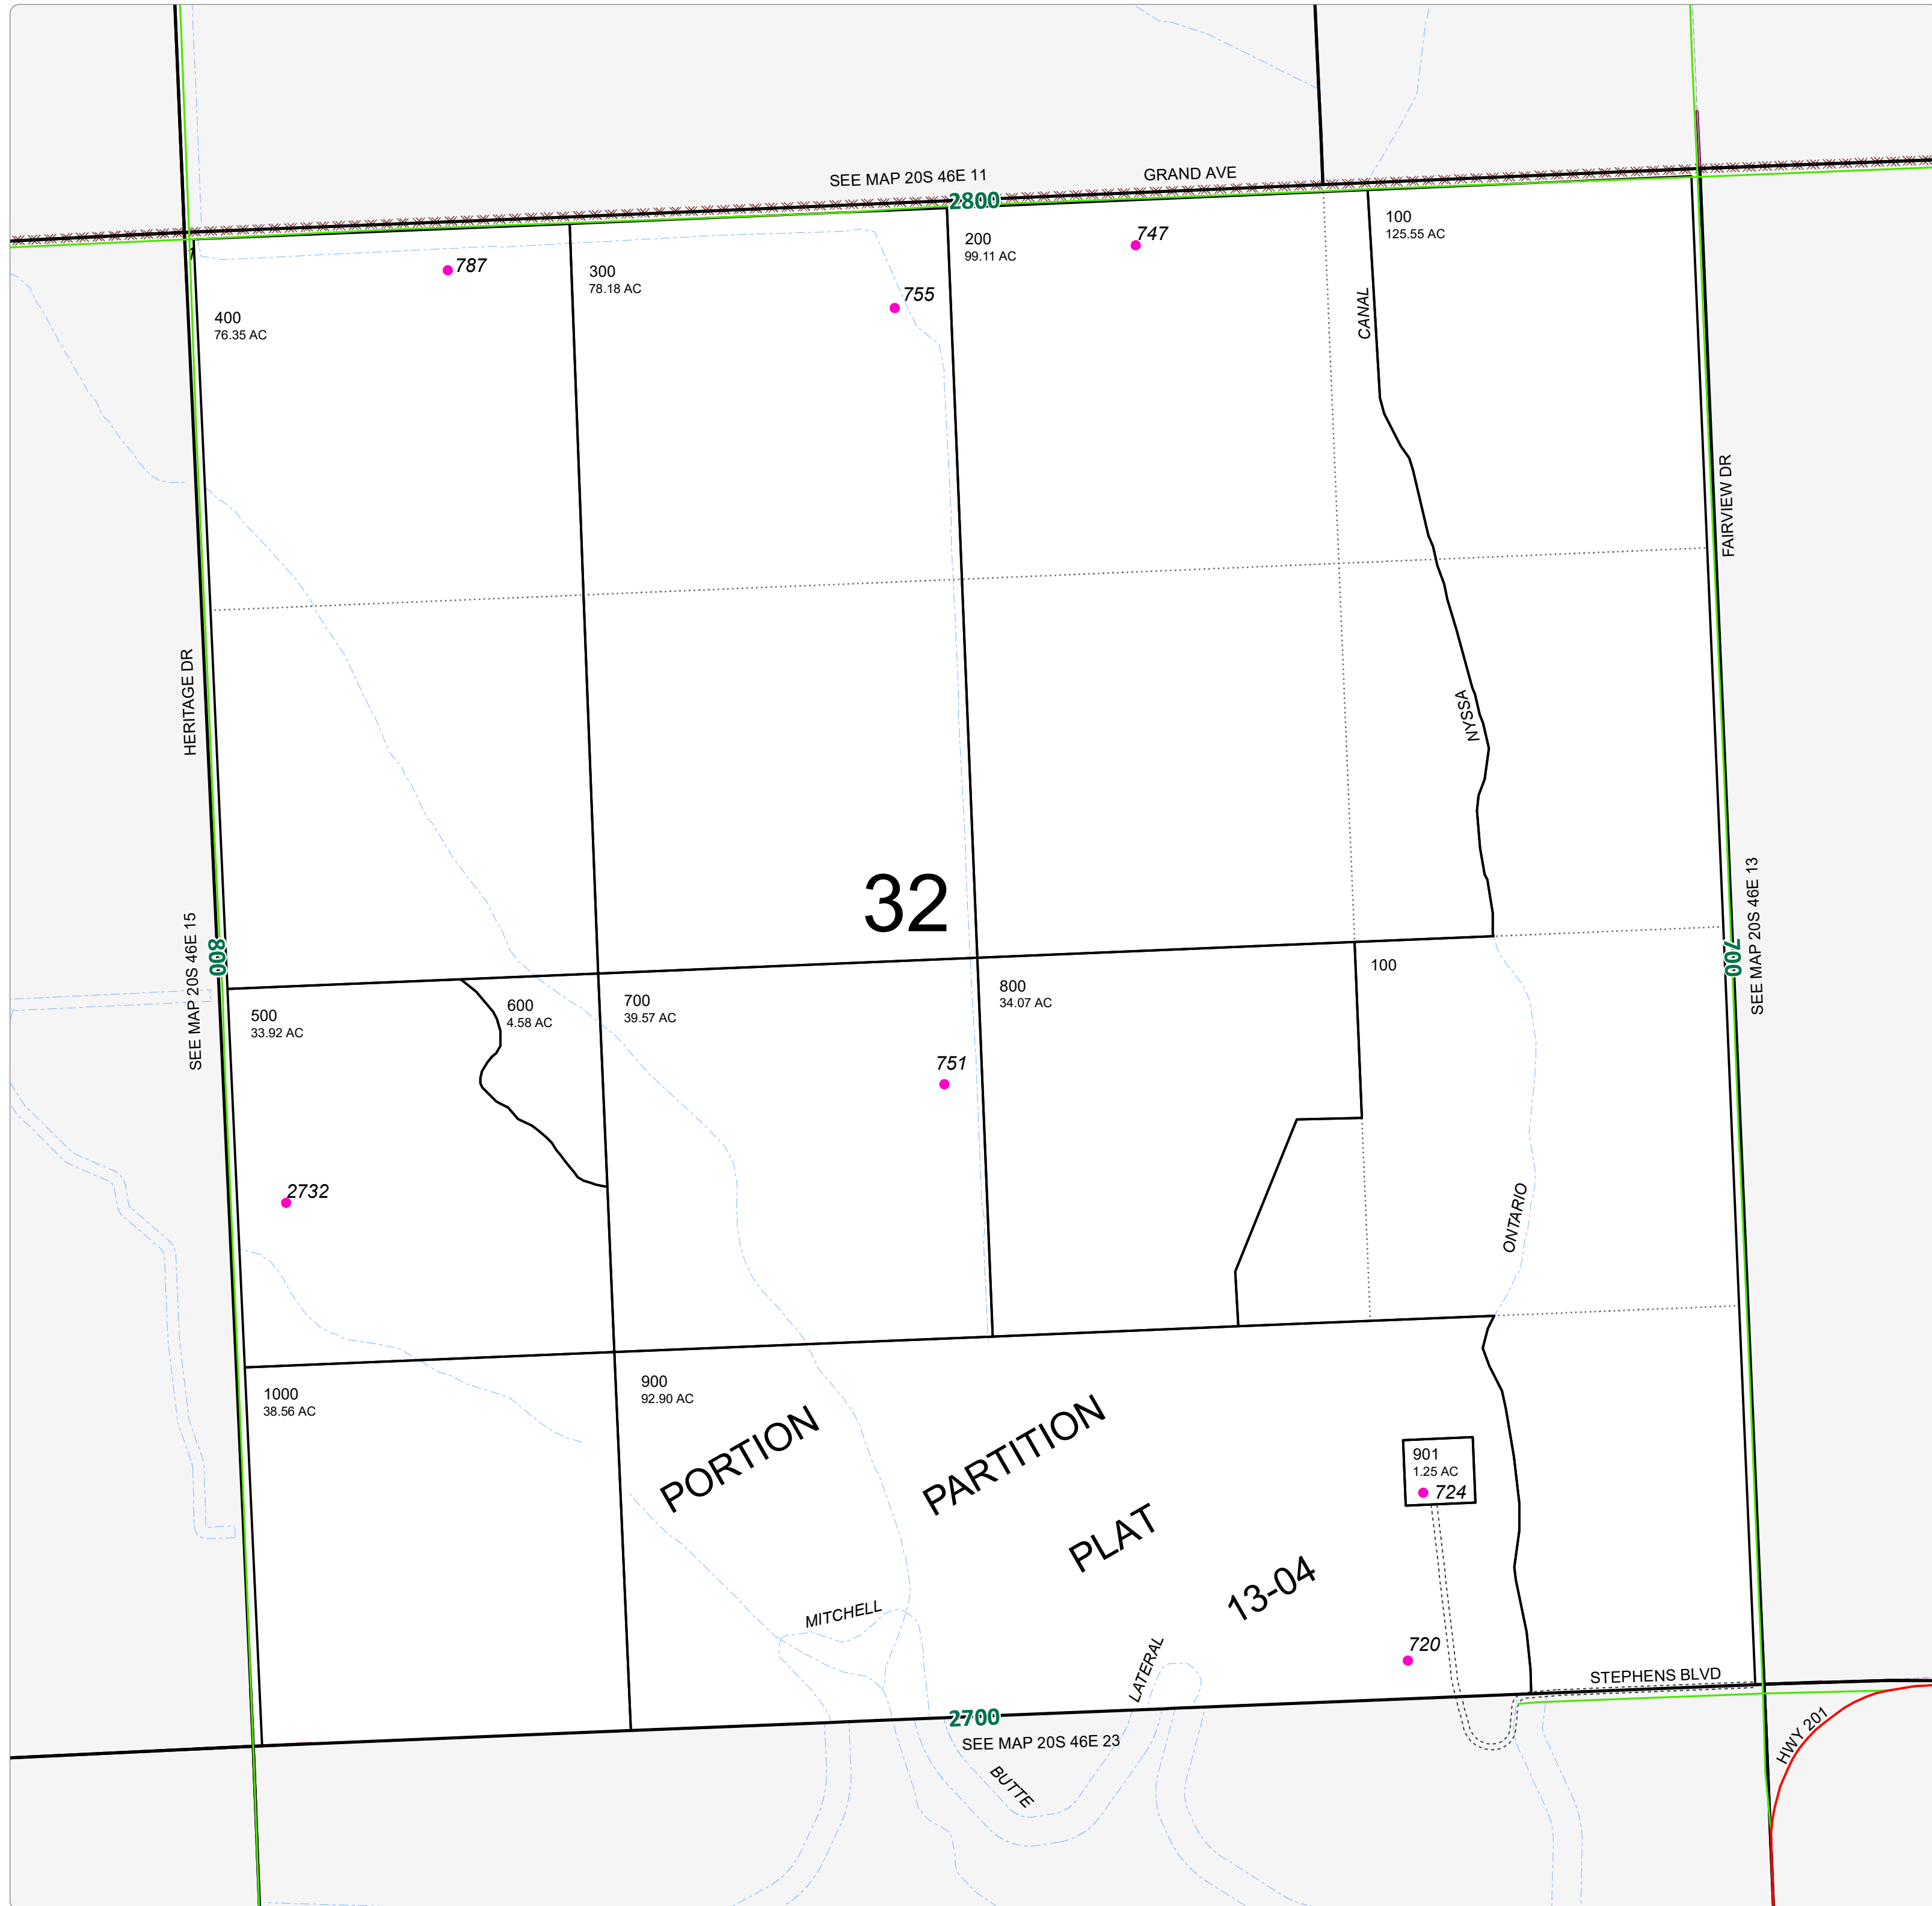 SEE MAP 20S 46E 11
GRAND AVE
2800
747
100
125.55 AC
200
99.11 AC
787
300
78.18 AC
755
400
76.35 AC
CANAL
FAIRVIEW DR
HERITAGE DR
NYSSA
32
SEE MAP 20S 46E 15
800
700
SEE MAP 20S 46E 13
100
500
33.92 AC
600
4.58 AC
700
39.57 AC
800
34.07 AC
751
2732
ONTARIO
1000
38.56 AC
900
92.90 AC
PORTION
PARTITION
PLAT
13-04
901
1.25 AC
724
MITCHELL
LATERAL
720
STEPHENS BLVD
2700
SEE MAP 20S 46E 23
BUTTE
HWY 201